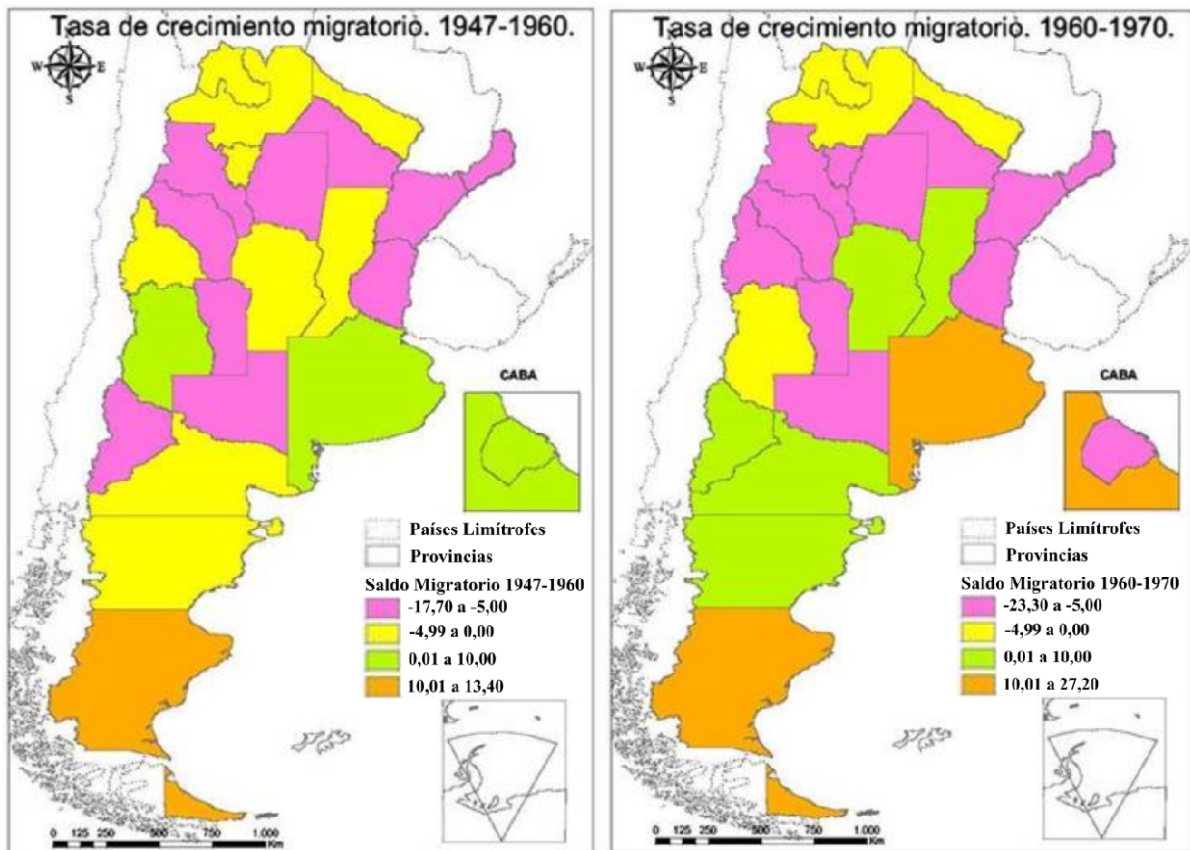 Tasa de crecimiento migratorio. 1947-1960.
N
W E
S
CABA
Países Limítrofes
Provincias
Saldo Migratorio 1947-1960
-17,70 a -5,00
-4,99 a 0,00
0,01 a 10,00
10,01 a 13,40
0 125 250 500 750 1.000
Km
Tasa de crecimiento migratorio. 1960-1970.
N
W E
S
CABA
Países Limítrofes
Provincias
Saldo Migratorio 1960-1970
-23,30 a -5,00
-4,99 a 0,00
0,01 a 10,00
10,01 a 27,20
0 125 250 500 750 1.000
Km